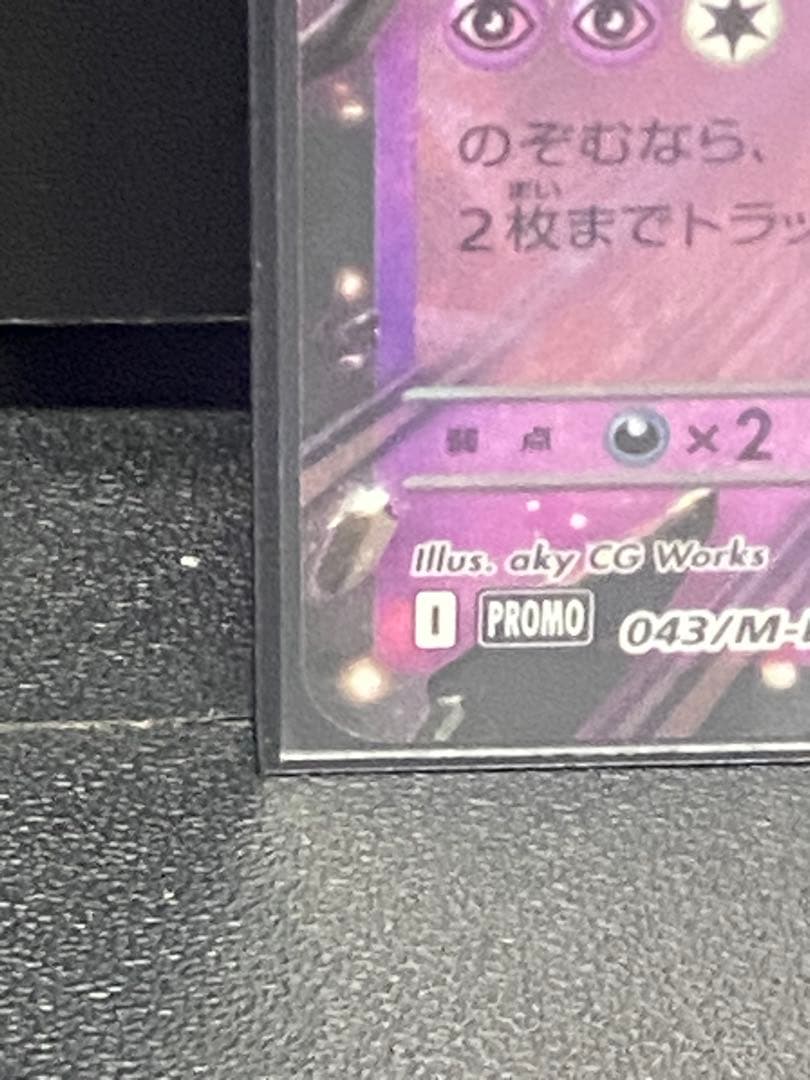 のぞむなら、
まい
2枚までトラッ
弱 点 ×2
Illus. aky CG Works
I PROMO 043/M-